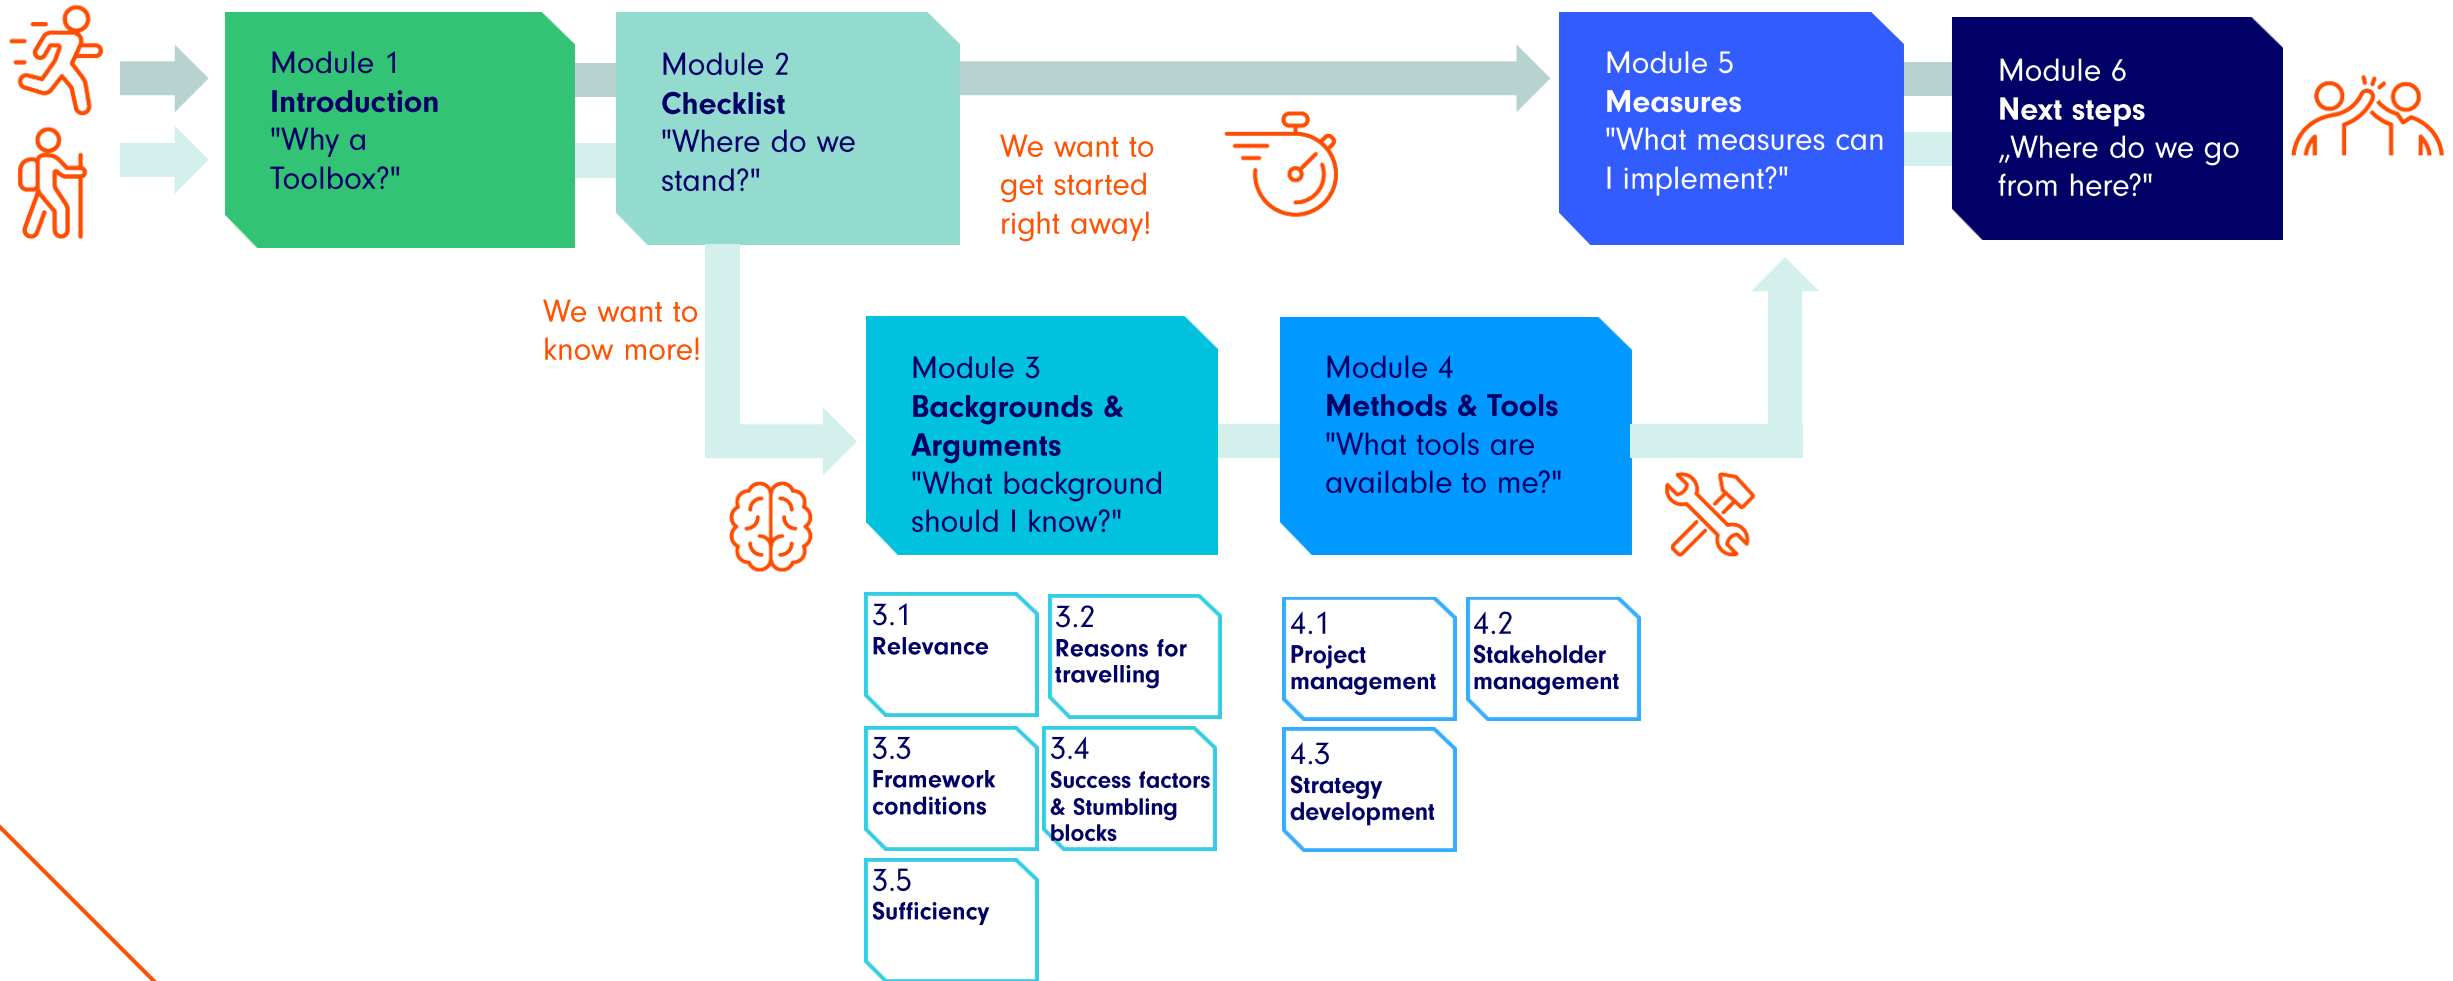 Module 1
Introduction
"Why a
Toolbox?"
Module 2
Checklist
"Where do we
stand?"
We want to
get started
right away!
Module 5
Measures
"What measures can
I implement?"
Module 6
Next steps
„Where do we go
from here?"
We want to
know more!
Module 3
Backgrounds &
Arguments
"What background
should I know?"
Module 4
Methods & Tools
"What tools are
available to me?"
3.1
Relevance
3.2
Reasons for
travelling
3.3
Framework
conditions
3.4
Success factors
& Stumbling
blocks
3.5
Sufficiency
4.1
Project
management
4.2
Stakeholder
management
4.3
Strategy
development